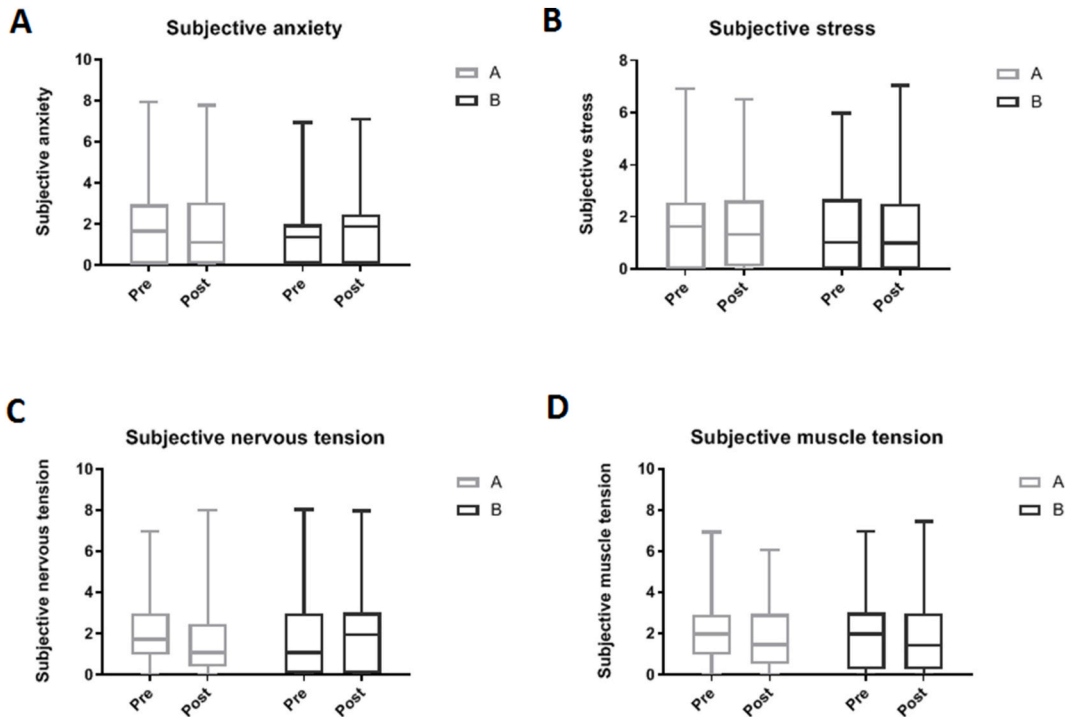 A
Subjective anxiety
Subjective anxiety
10
8
6
4
2
0
Pre
Post
Pre
Post
A
B
B
Subjective stress
Subjective stress
8
6
4
2
0
Pre
Post
Pre
Post
A
B
C
Subjective nervous tension
Subjective nervous tension
10
8
6
4
2
0
Pre
Post
Pre
Post
A
B
D
Subjective muscle tension
Subjective muscle tension
10
8
6
4
2
0
Pre
Post
Pre
Post
A
B